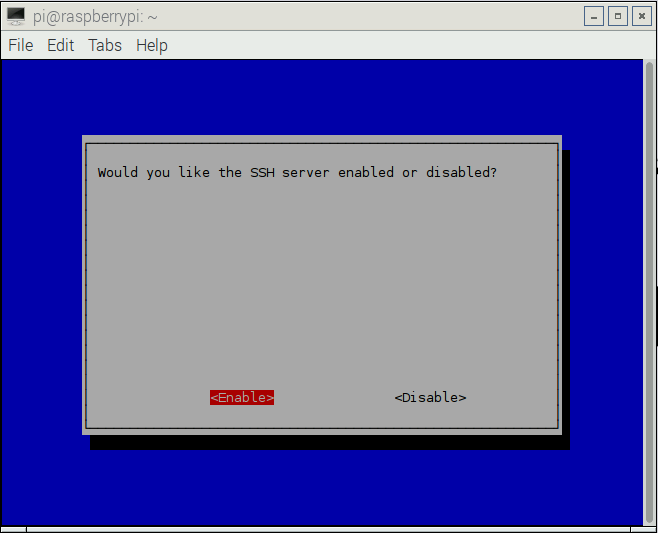 pi@raspberrypi: ~
File Edit Tabs Help
Would you like the SSH server enabled or disabled?
<Enable> <Disable>